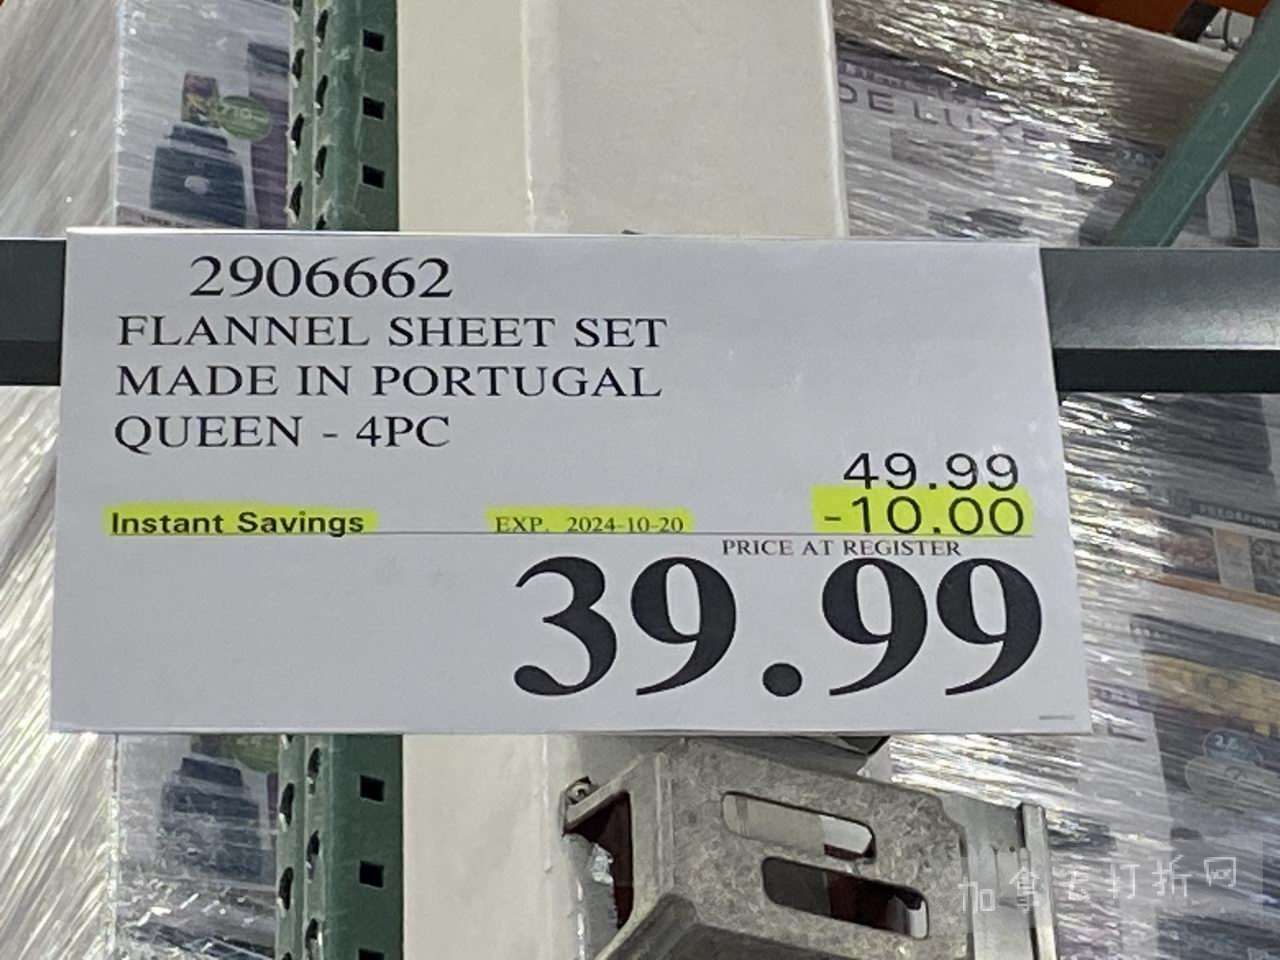 DELUXE
2906662
FLANNEL SHEET SET
MADE IN PORTUGAL
QUEEN - 4PC
49.99
Instant Savings EXP. 2024-10-20 -10.00
PRICE AT REGISTER
39.99
加拿大打折网